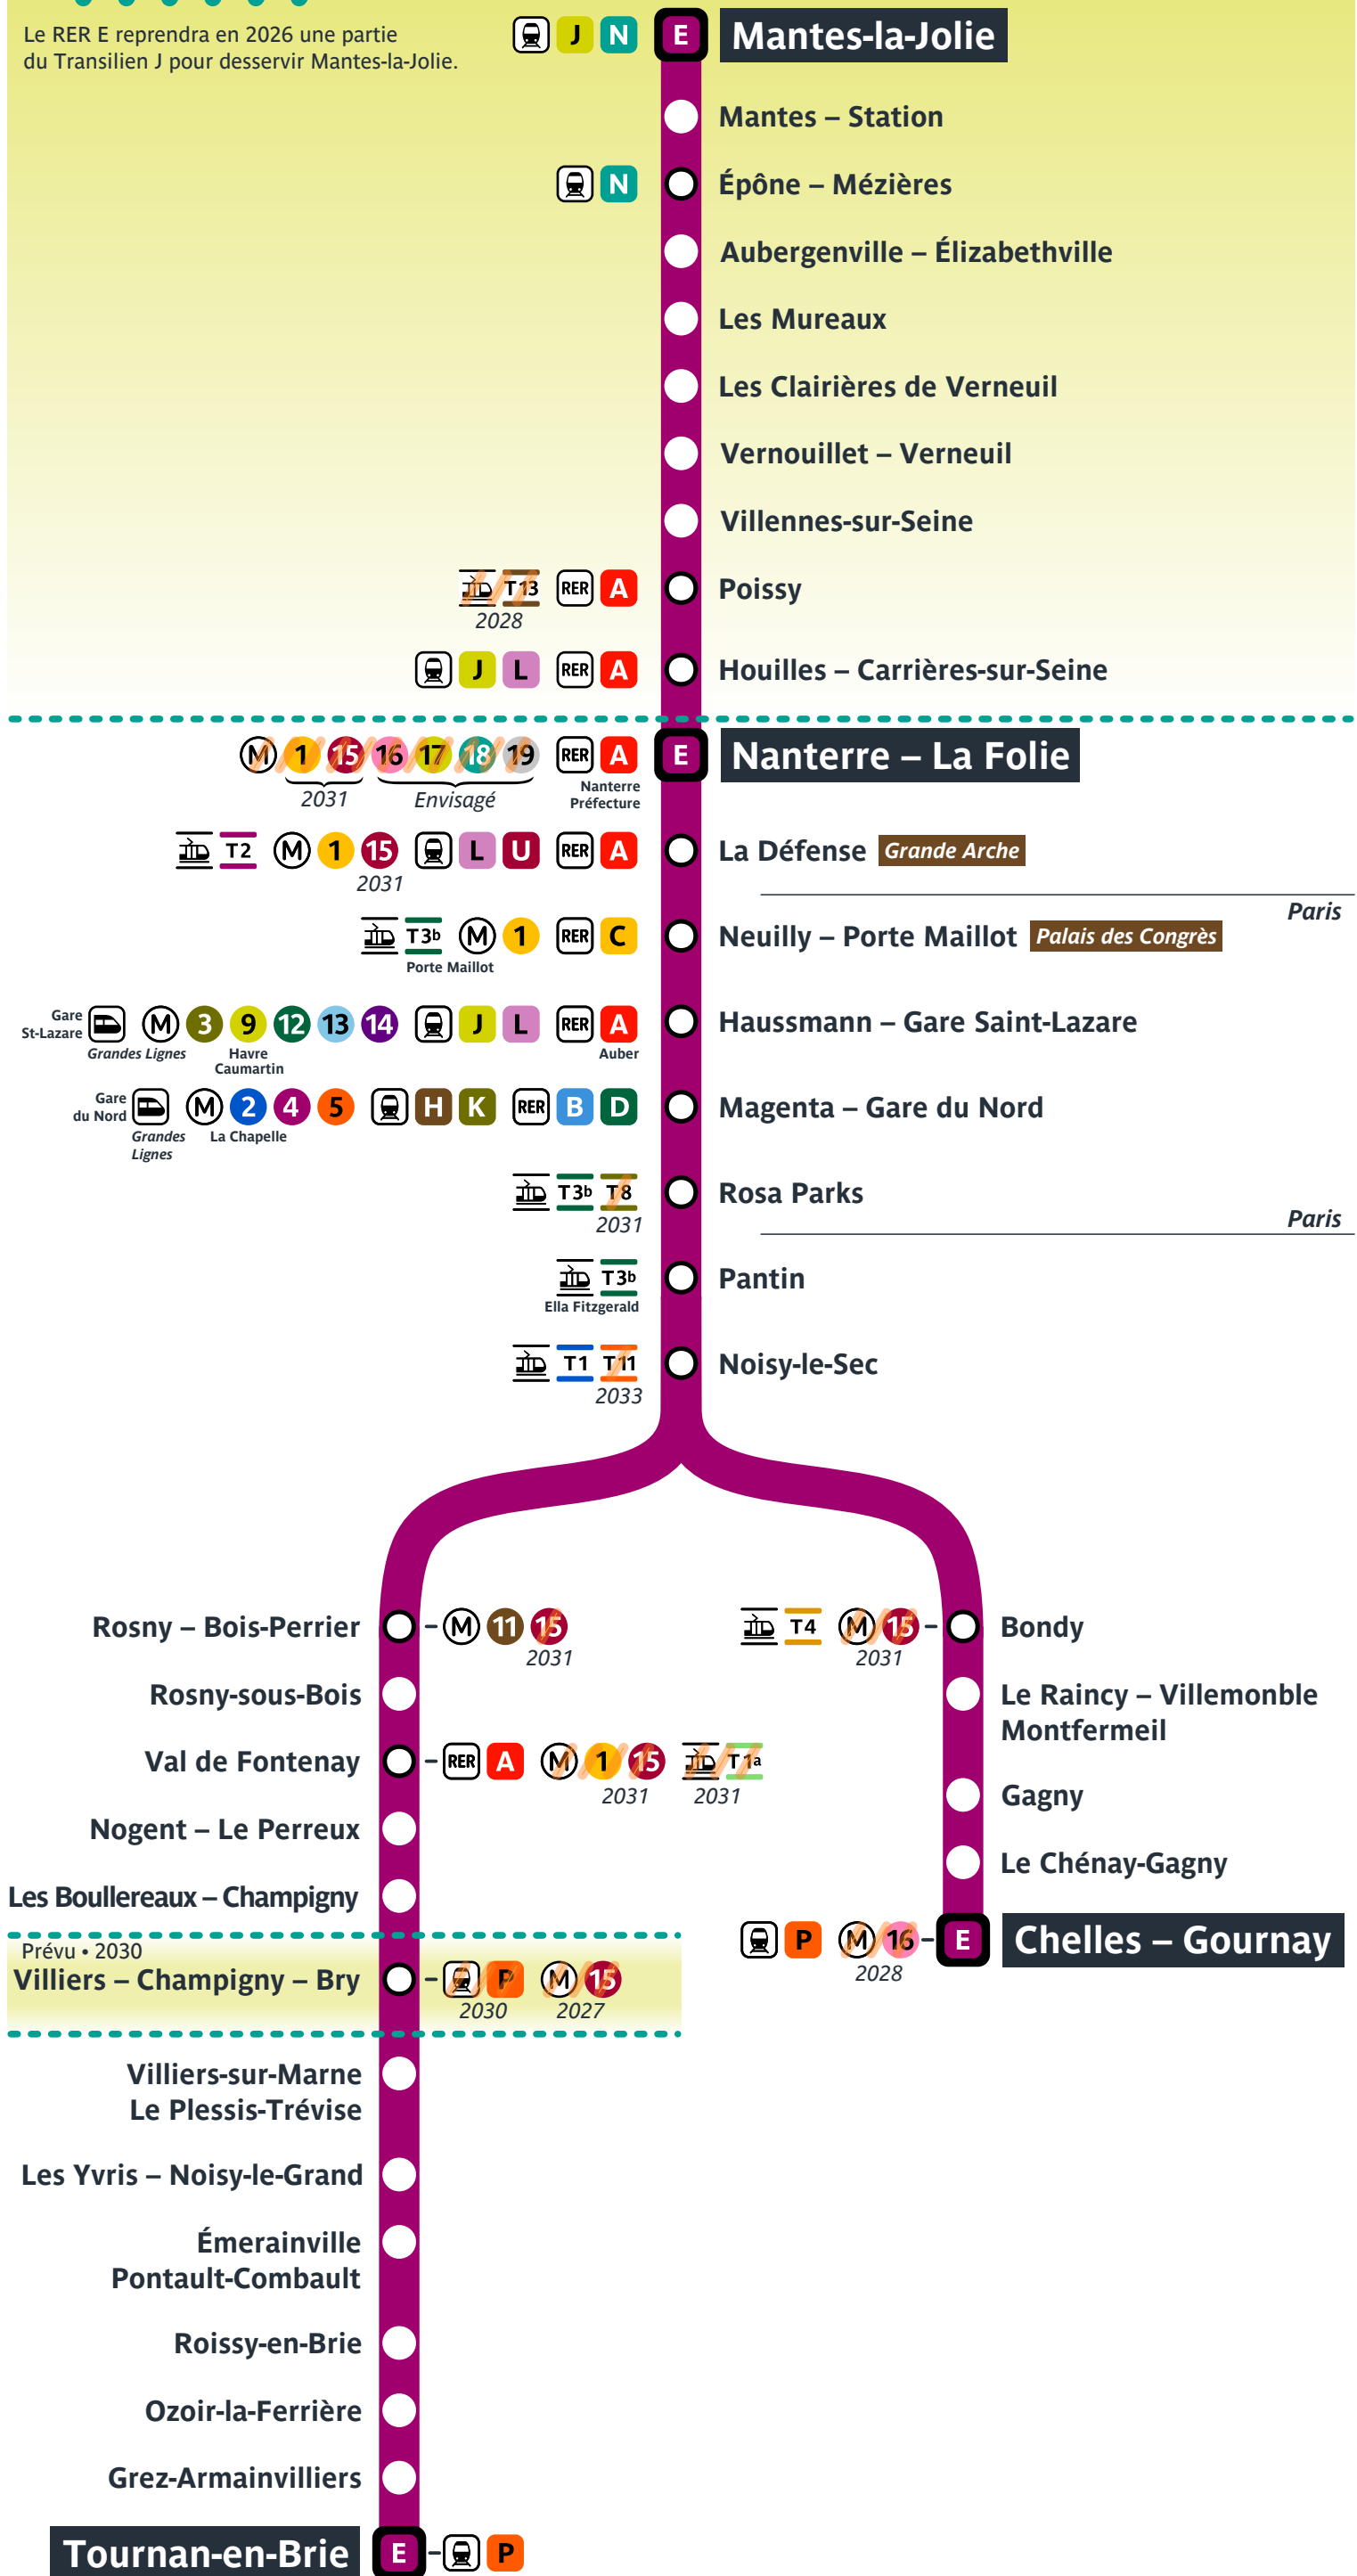 Le RER E reprendra en 2026 une partie
du Transilien J pour desservir Mantes-la-Jolie.
J N E Mantes-la-Jolie
Mantes – Station
N Épône – Mézières
Aubergenville – Élizabethville
Les Mureaux
Les Clairières de Verneuil
Vernouillet – Verneuil
Villennes-sur-Seine
T13 RER A Poissy
2028
J L RER A Houilles – Carrières-sur-Seine
M 1 15 16 17 18 19 RER A E Nanterre – La Folie
2031 Envisagé Nanterre
Préfecture
T2 M 1 15 L U RER A La Défense Grande Arche
2031
Paris
T3b M 1 RER C Neuilly – Porte Maillot Palais des Congrès
Porte Maillot
Gare
St-Lazare M 3 9 12 13 14 J L RER A Haussmann – Gare Saint-Lazare
Grandes Lignes Havre
Caumartin Auber
Gare
du Nord M 2 4 5 H K RER B D Magenta – Gare du Nord
Grandes
Lignes La Chapelle
T3b T8 Rosa Parks
2031
Paris
T3b Pantin
Ella Fitzgerald
T1 T11 Noisy-le-Sec
2033
Rosny – Bois-Perrier M 11 15
2031
T4 M 15 Bondy
2031
Rosny-sous-Bois
Le Raincy – Villemonble
Montfermeil
Val de Fontenay RER A M 1 15 T1a
2031 2031
Gagny
Nogent – Le Perreux
Le Chénay-Gagny
Les Boullereaux – Champigny
P M 16 E Chelles – Gournay
2028
Prévu • 2030
Villiers – Champigny – Bry P M 15
2030 2027
Villiers-sur-Marne
Le Plessis-Trévise
Les Yvris – Noisy-le-Grand
Émerainville
Pontault-Combault
Roissy-en-Brie
Ozoir-la-Ferrière
Grez-Armainvilliers
Tournan-en-Brie E P